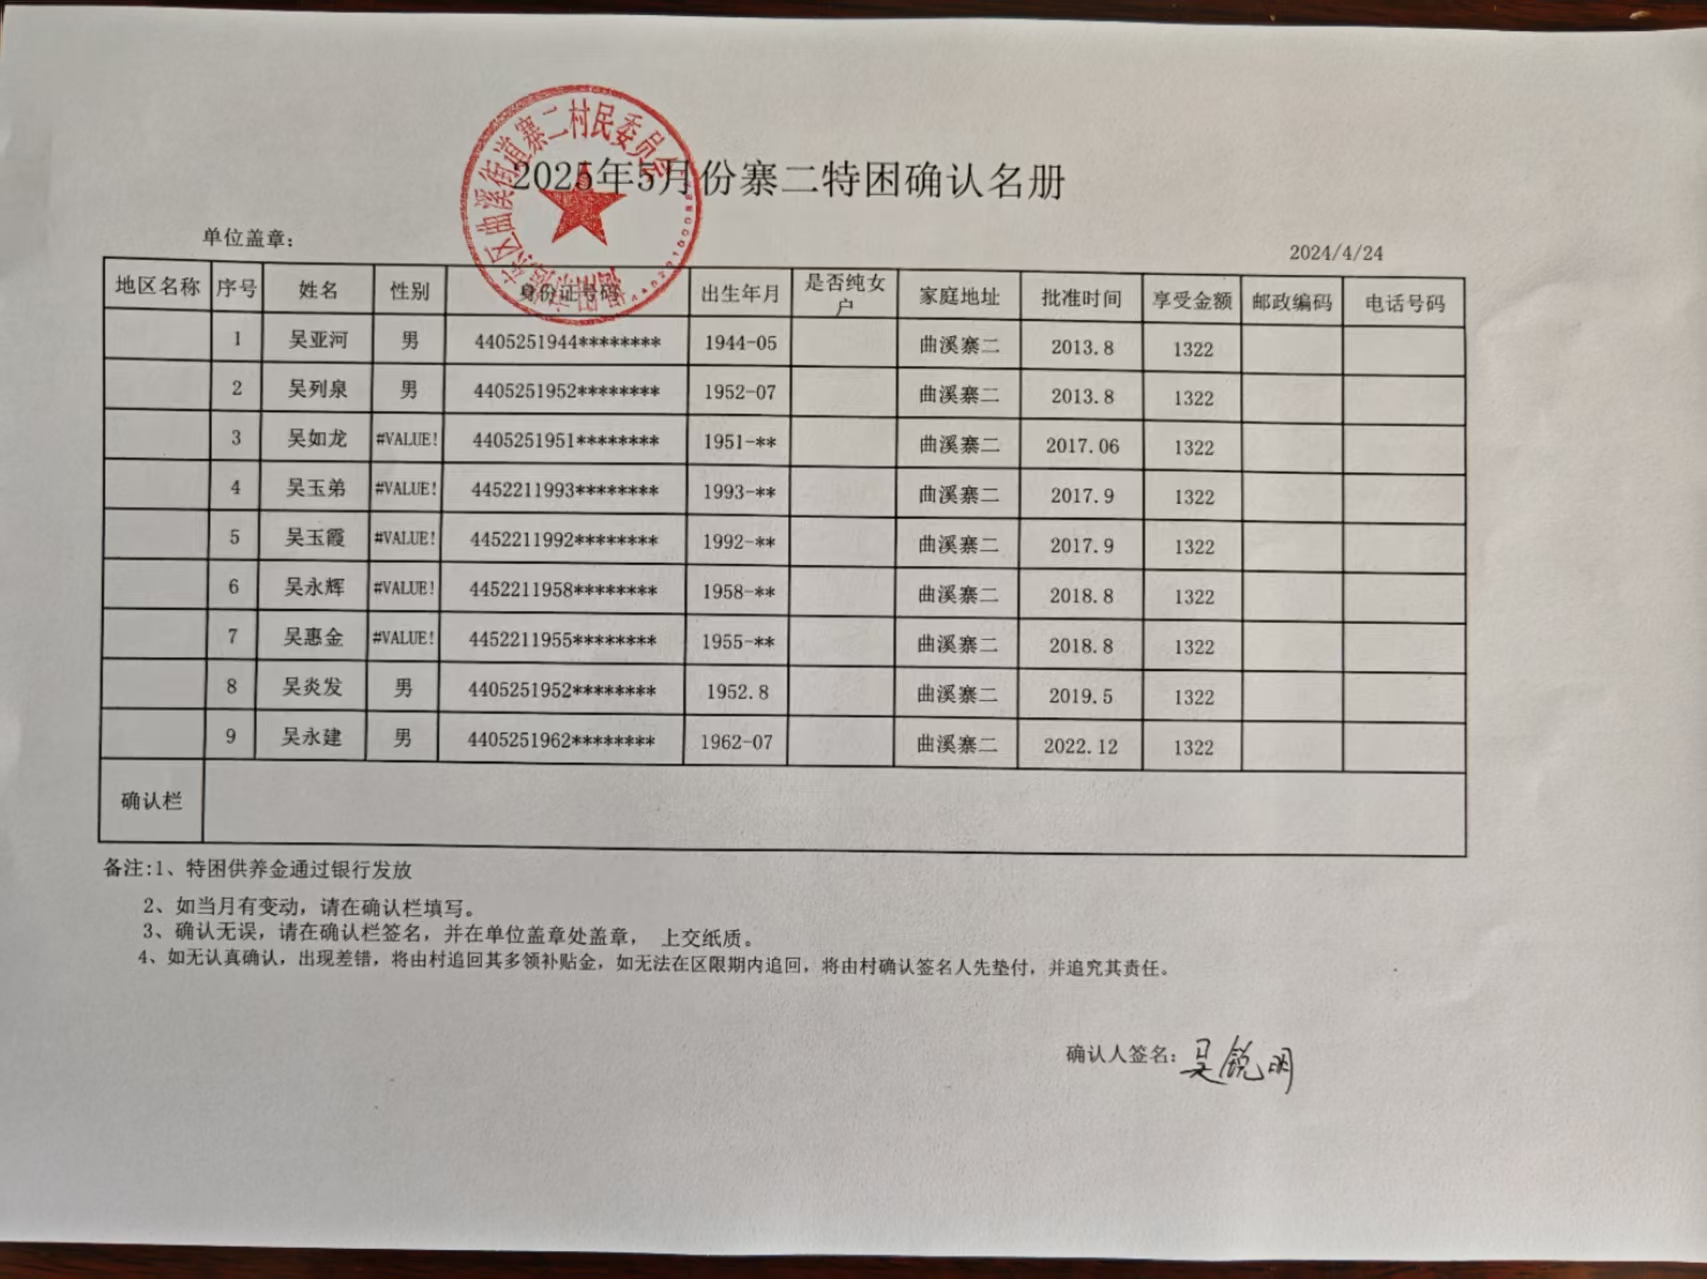 2025年5月份寨二特困确认名册
曲溪街道寨二村民委员会
单位盖章：
2024/4/24
地区名称 序号 姓名 性别 身份证号码 出生年月 是否纯女户 家庭地址 批准时间 享受金额 邮政编码 电话号码
1 吴亚河 男 4405251944******** 1944-05 曲溪寨二 2013.8 1322
2 吴列泉 男 4405251952******** 1952-07 曲溪寨二 2013.8 1322
3 吴如龙 #VALUE! 4405251951******** 1951-** 曲溪寨二 2017.06 1322
4 吴玉弟 #VALUE! 4452211993******** 1993-** 曲溪寨二 2017.9 1322
5 吴玉霞 #VALUE! 4452211992******** 1992-** 曲溪寨二 2017.9 1322
6 吴永辉 #VALUE! 4452211958******** 1958-** 曲溪寨二 2018.8 1322
7 吴惠金 #VALUE! 4452211955******** 1955-** 曲溪寨二 2018.8 1322
8 吴炎发 男 4405251952******** 1952.8 曲溪寨二 2019.5 1322
9 吴永建 男 4405251962******** 1962-07 曲溪寨二 2022.12 1322
确认栏
备注:1、特困供养金通过银行发放
2、如当月有变动，请在确认栏填写。
3、确认无误，请在确认栏签名，并在单位盖章处盖章， 上交纸质。
4、如无认真确认，出现差错，将由村追回其多领补贴金，如无法在区限期内追回，将由村确认签名人先垫付，并追究其责任。
确认人签名：吴锐明